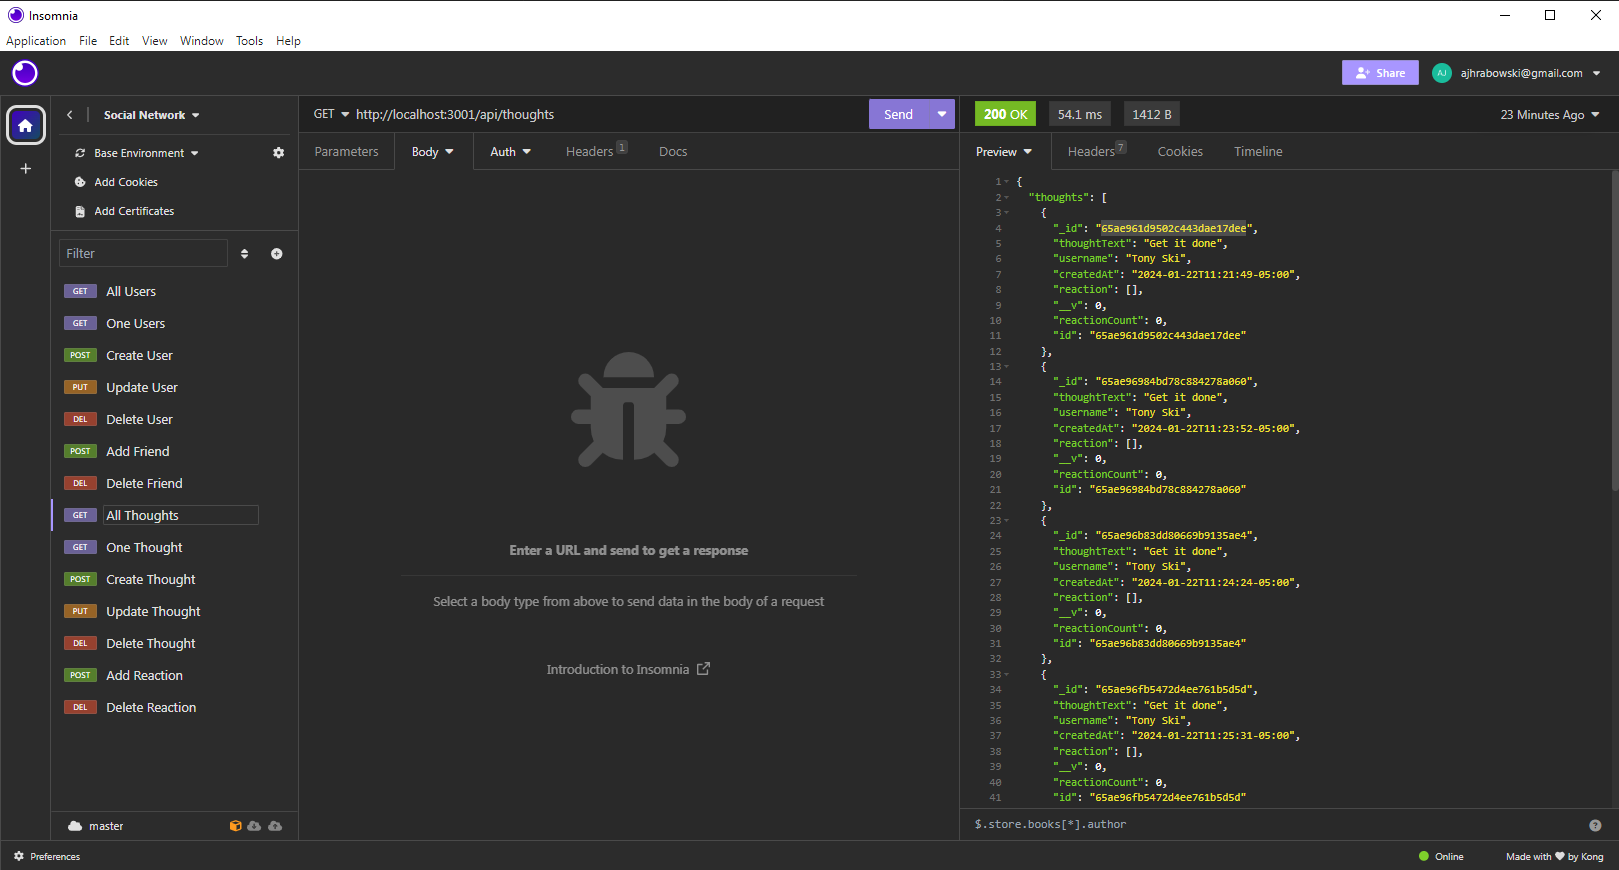 Insomnia
Application File Edit View Window Tools Help
Share AJ ajhrabowski@gmail.com
Social Network
Base Environment
Add Cookies
Add Certificates
Filter
GET All Users
GET One Users
POST Create User
PUT Update User
DEL Delete User
POST Add Friend
DEL Delete Friend
GET All Thoughts
GET One Thought
POST Create Thought
PUT Update Thought
DEL Delete Thought
POST Add Reaction
DEL Delete Reaction
master
GET http://localhost:3001/api/thoughts Send
Parameters Body Auth Headers 1 Docs
Enter a URL and send to get a response
Select a body type from above to send data in the body of a request
Introduction to Insomnia
200 OK 54.1 ms 1412 B 23 Minutes Ago
Preview Headers 7 Cookies Timeline
1 {
2 "thoughts": [
3 {
4 "_id": "65ae961d9502c443dae17dee",
5 "thoughtText": "Get it done",
6 "username": "Tony Ski",
7 "createdAt": "2024-01-22T11:21:49-05:00",
8 "reaction": [],
9 "__v": 0,
10 "reactionCount": 0,
11 "id": "65ae961d9502c443dae17dee"
12 },
13 {
14 "_id": "65ae96984bd78c884278a060",
15 "thoughtText": "Get it done",
16 "username": "Tony Ski",
17 "createdAt": "2024-01-22T11:23:52-05:00",
18 "reaction": [],
19 "__v": 0,
20 "reactionCount": 0,
21 "id": "65ae96984bd78c884278a060"
22 },
23 {
24 "_id": "65ae96b83dd80669b9135ae4",
25 "thoughtText": "Get it done",
26 "username": "Tony Ski",
27 "createdAt": "2024-01-22T11:24:24-05:00",
28 "reaction": [],
29 "__v": 0,
30 "reactionCount": 0,
31 "id": "65ae96b83dd80669b9135ae4"
32 },
33 {
34 "_id": "65ae96fb5472d4ee761b5d5d",
35 "thoughtText": "Get it done",
36 "username": "Tony Ski",
37 "createdAt": "2024-01-22T11:25:31-05:00",
38 "reaction": [],
39 "__v": 0,
40 "reactionCount": 0,
41 "id": "65ae96fb5472d4ee761b5d5d"
$.store.books[*].author
Preferences
Online Made with ❤ by Kong